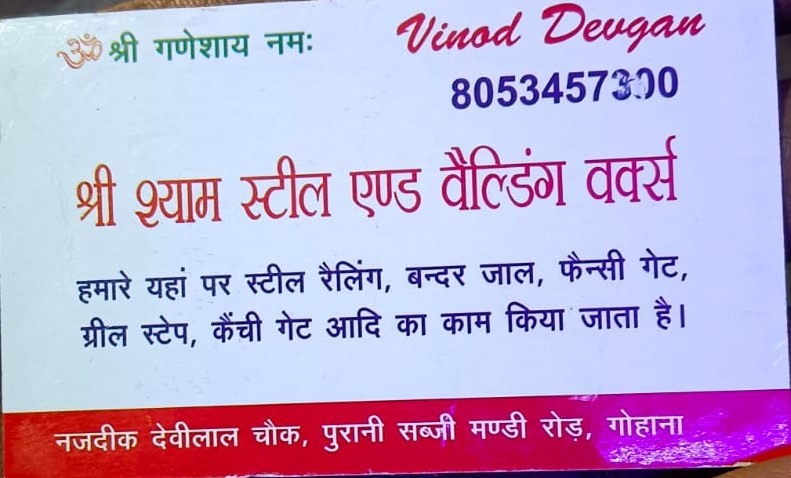 ॐ श्री गणेशाय नमः
Vinod Devgan
8053457300
श्री श्याम स्टील एण्ड वैल्डिंग वर्क्स
हमारे यहां पर स्टील रैलिंग, बन्दर जाल, फैन्सी गेट,
ग्रील स्टेप, कैंची गेट आदि का काम किया जाता है।
नजदीक देवीलाल चौक, पुरानी सब्जी मण्डी रोड़, गोहाना